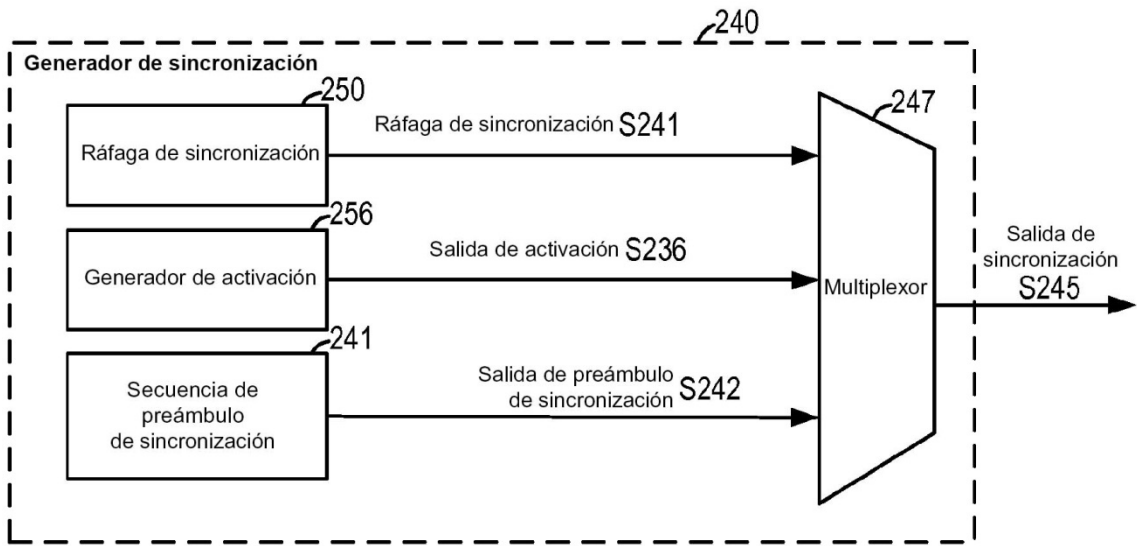 240
Generador de sincronización
250
Ráfaga de sincronización
Ráfaga de sincronización S241
247
256
Generador de activación
Salida de activación S236
Multiplexor
Salida de
sincronización
S245
241
Secuencia de
preámbulo
de sincronización
Salida de preámbulo
de sincronización S242